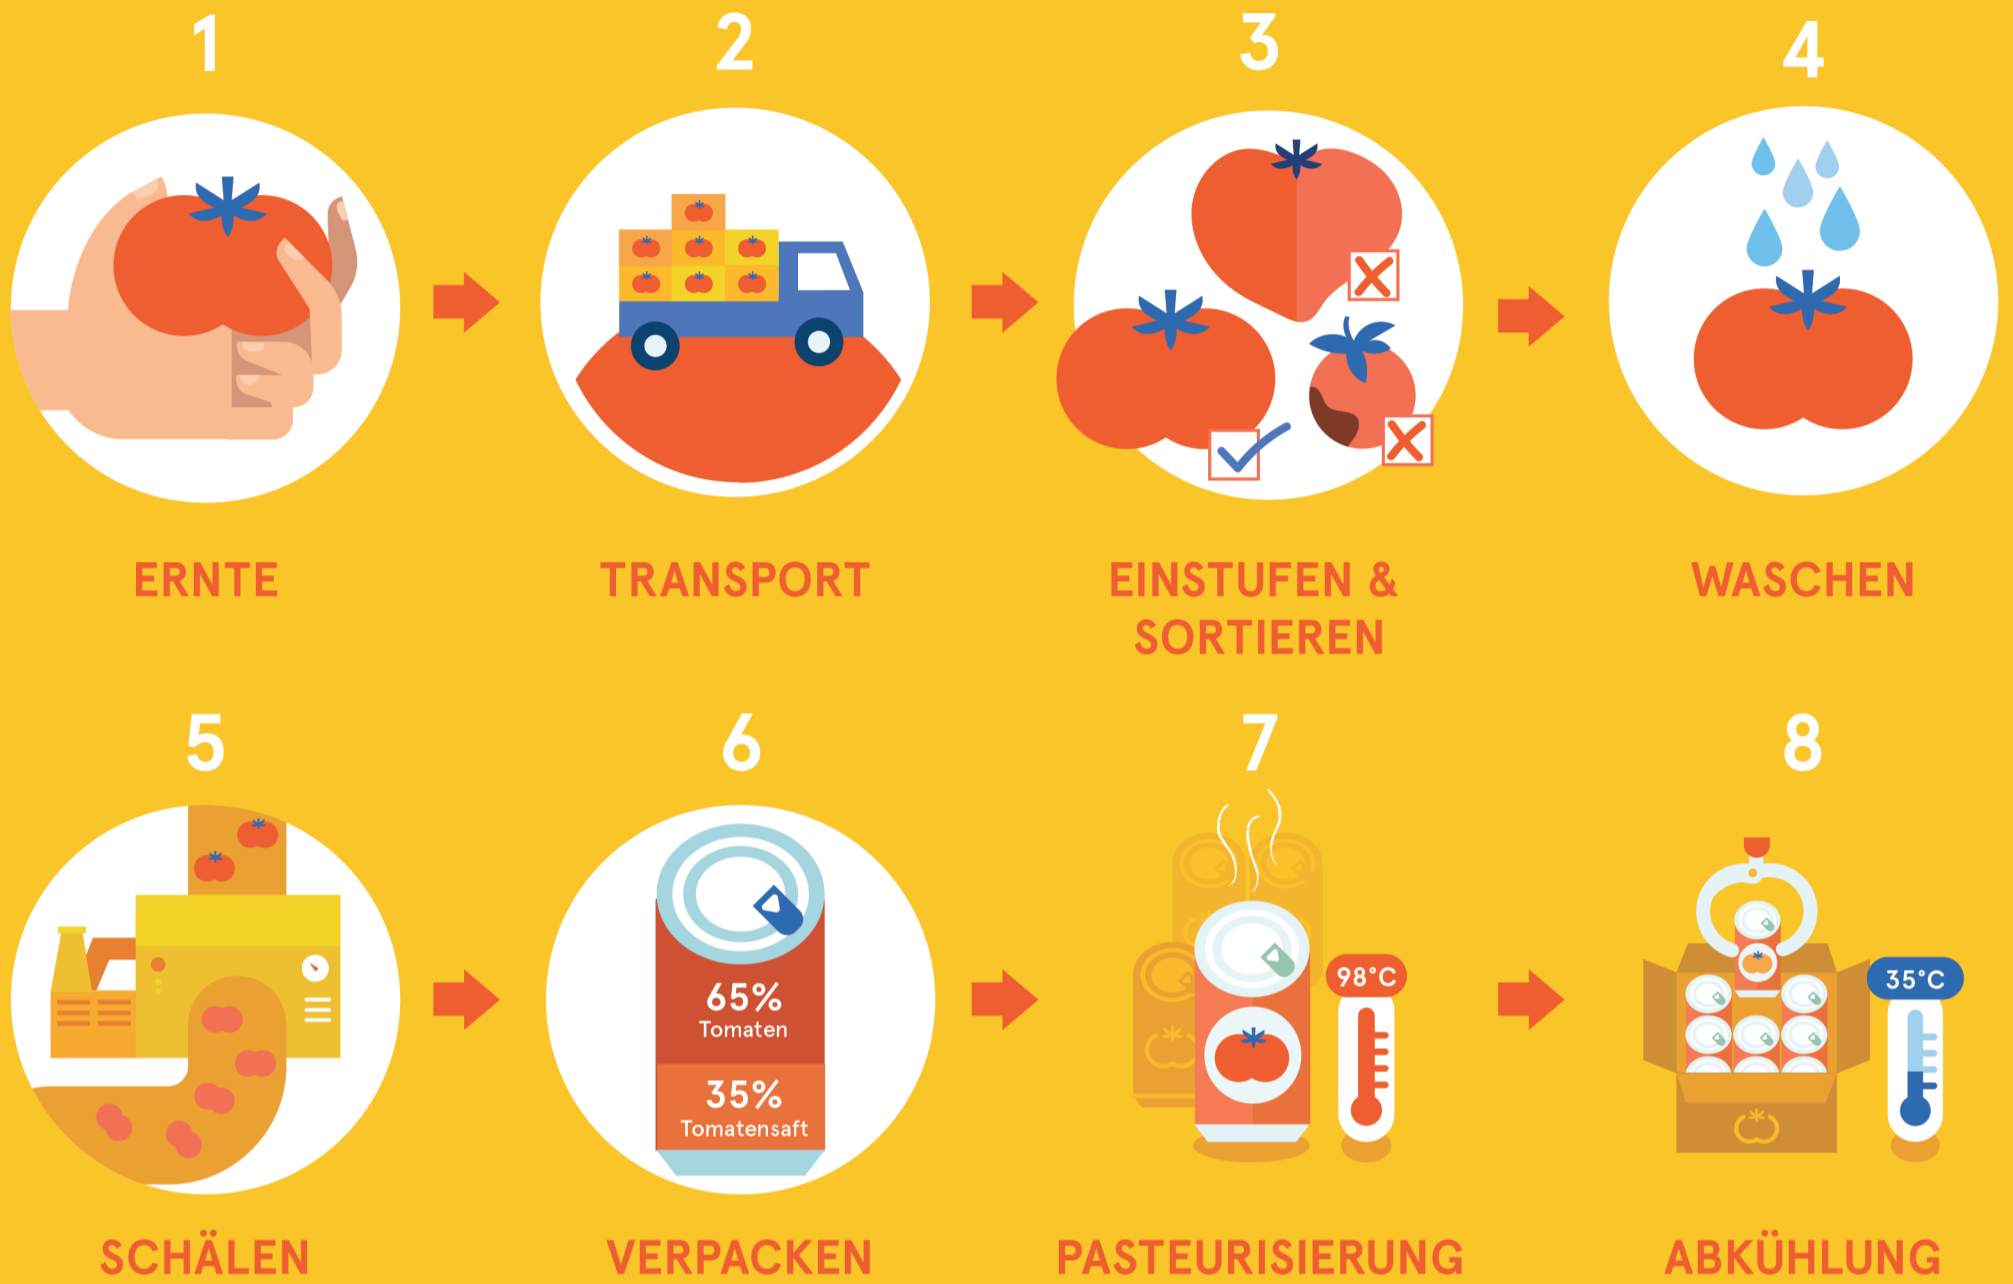 1
2
3
4
ERNTE
TRANSPORT
EINSTUFEN &
SORTIEREN
WASCHEN
5
6
7
8
65%
Tomaten
35%
Tomatensaft
98°C
35°C
SCHÄLEN
VERPACKEN
PASTEURISIERUNG
ABKÜHLUNG